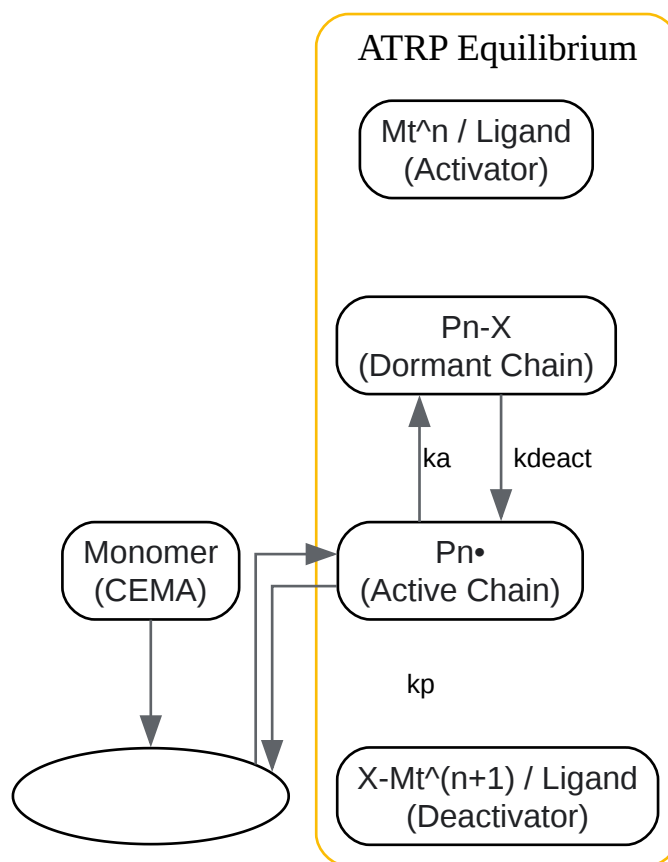 ATRP Equilibrium
Mt^n / Ligand
(Activator)
Pn-X
(Dormant Chain)
ka
kdeact
Monomer
(CEMA)
Pn•
(Active Chain)
kp
X-Mt^(n+1) / Ligand
(Deactivator)